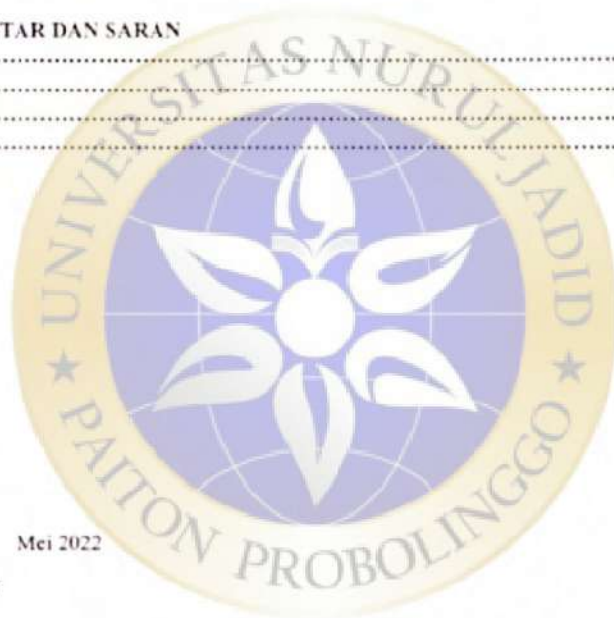 TAR DAN SARAN
UNIVERSITAS NURUL JADID
★ PAITON PROBOLINGGO ★
Mei 2022